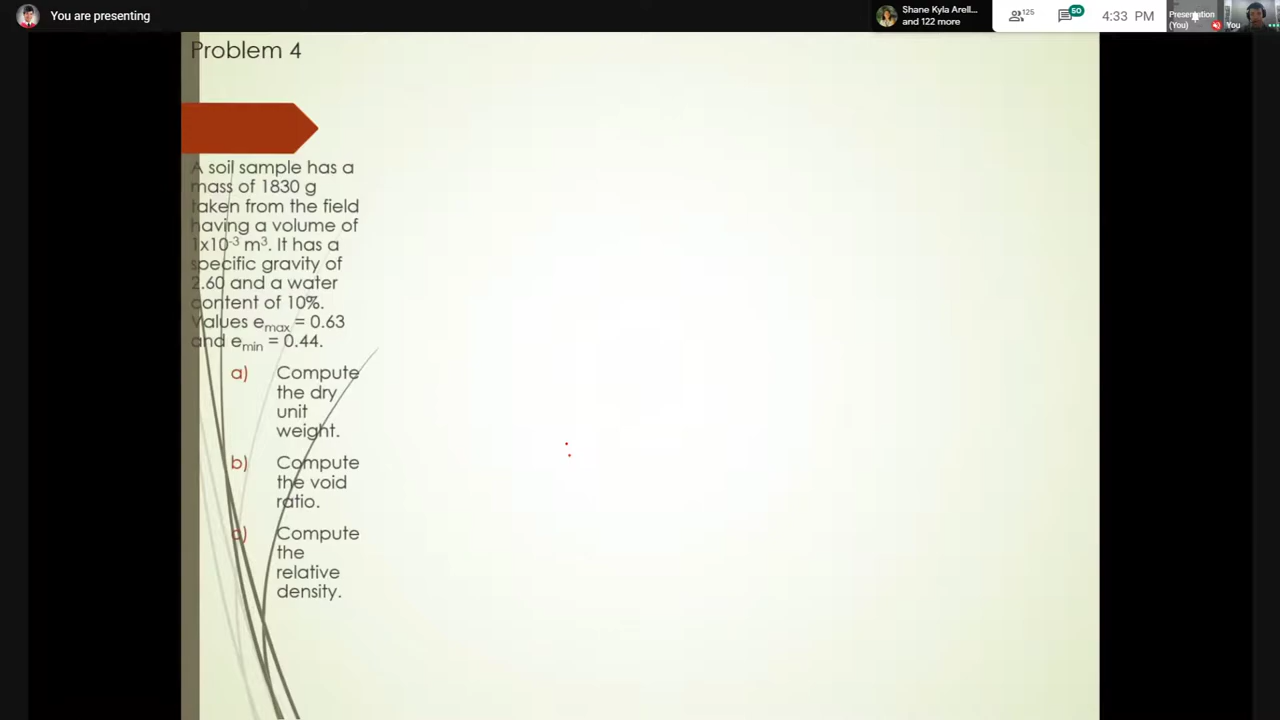 You are presenting
Shane Kyla Arell...
and 122 more
125
50
4:33 PM
Presentation
(You)
You
Problem 4
A soil sample has a
mass of 1830 g
taken from the field
having a volume of
1x10⁻³ m³. It has a
specific gravity of
2.60 and a water
content of 10%.
Values eₘₐₓ = 0.63
and eₘᵢₙ = 0.44.
a) Compute
the dry
unit
weight.
b) Compute
the void
ratio.
c) Compute
the
relative
density.